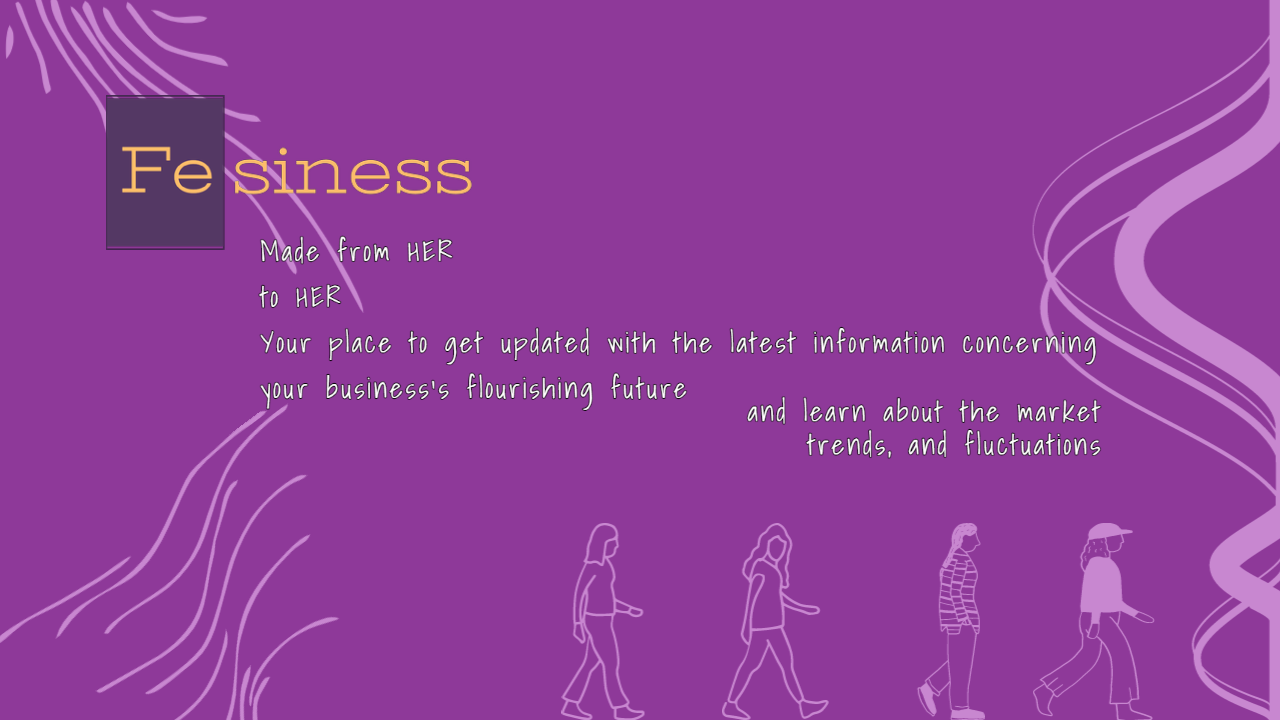 Fesiness
Made from HER
to HER
Your place to get updated with the latest information concerning
your business's flourishing future
and learn about the market
trends, and fluctuations